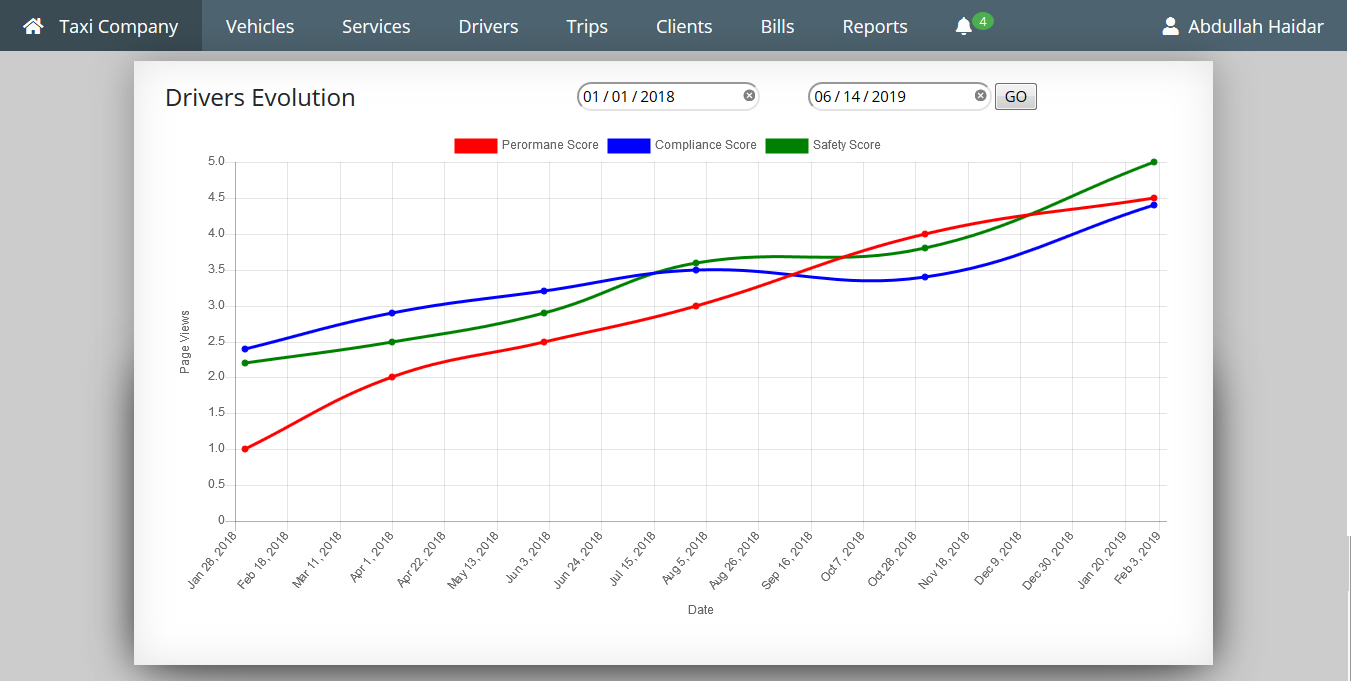 Taxi Company Vehicles Services Drivers Trips Clients Bills Reports 4 Abdullah Haidar
Drivers Evolution 01 / 01 / 2018 06 / 14 / 2019 GO
Perormane Score Compliance Score Safety Score
5.0
4.5
4.0
3.5
3.0
2.5
2.0
1.5
1.0
0.5
0
Page Views
Jan 28, 2018
Feb 18, 2018
Mar 11, 2018
Apr 1, 2018
Apr 22, 2018
May 13, 2018
Jun 3, 2018
Jun 24, 2018
Jul 15, 2018
Aug 5, 2018
Aug 26, 2018
Sep 16, 2018
Oct 7, 2018
Oct 28, 2018
Nov 18, 2018
Dec 9, 2018
Dec 30, 2018
Jan 20, 2019
Feb 3, 2019
Date